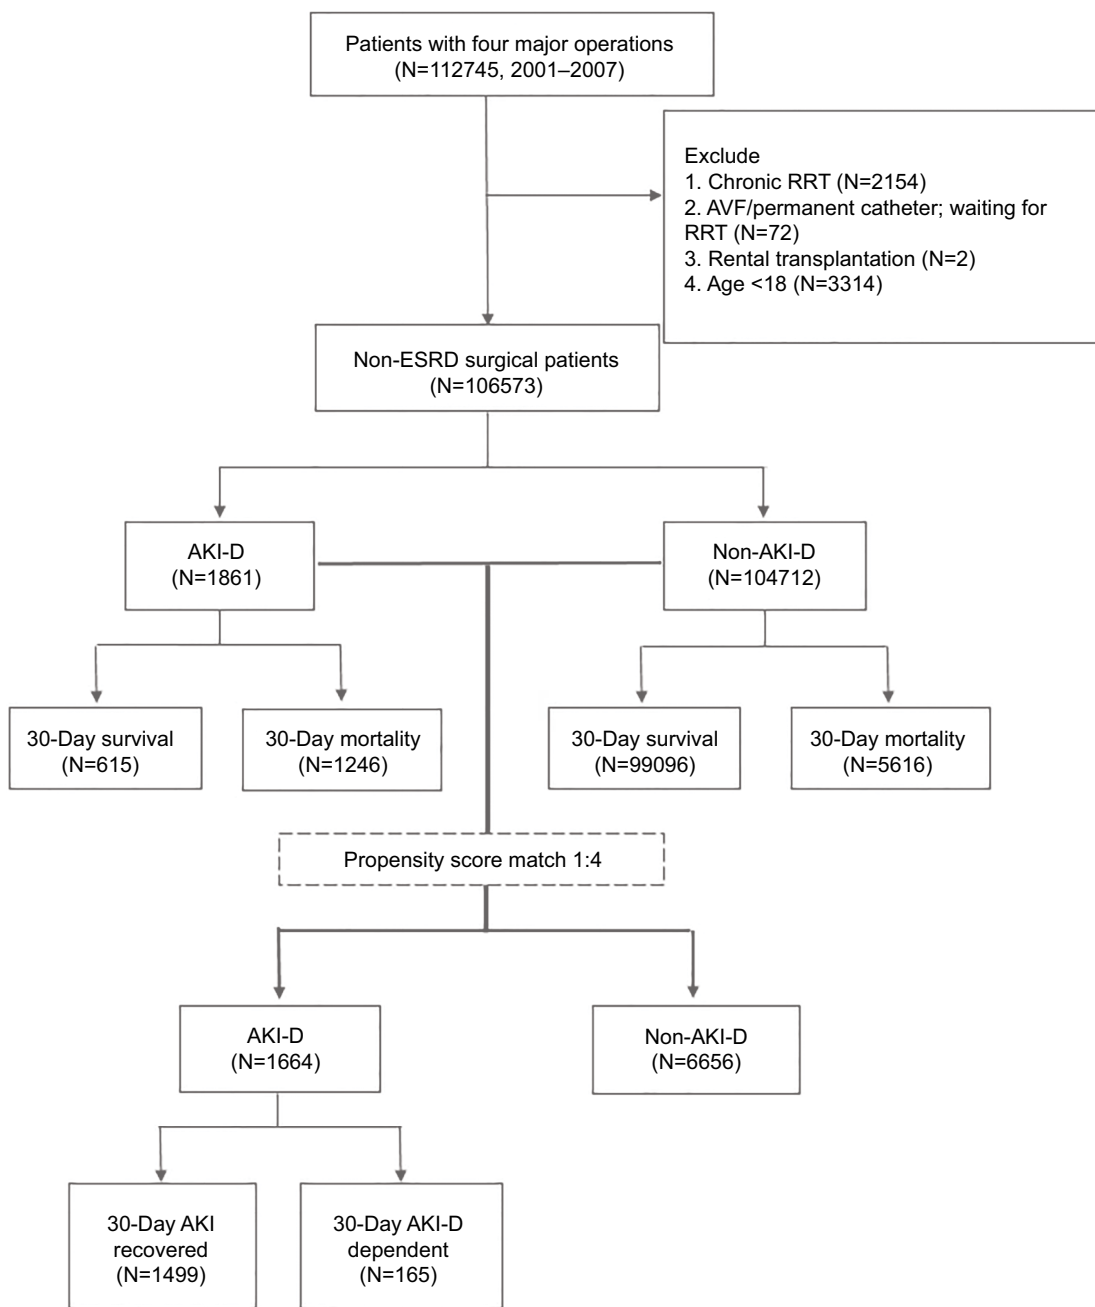 Patients with four major operations
(N=112745, 2001–2007)
Exclude
1. Chronic RRT (N=2154)
2. AVF/permanent catheter; waiting for
RRT (N=72)
3. Rental transplantation (N=2)
4. Age <18 (N=3314)
Non-ESRD surgical patients
(N=106573)
AKI-D
(N=1861)
Non-AKI-D
(N=104712)
30-Day survival
(N=615)
30-Day mortality
(N=1246)
30-Day survival
(N=99096)
30-Day mortality
(N=5616)
Propensity score match 1:4
AKI-D
(N=1664)
Non-AKI-D
(N=6656)
30-Day AKI
recovered
(N=1499)
30-Day AKI-D
dependent
(N=165)